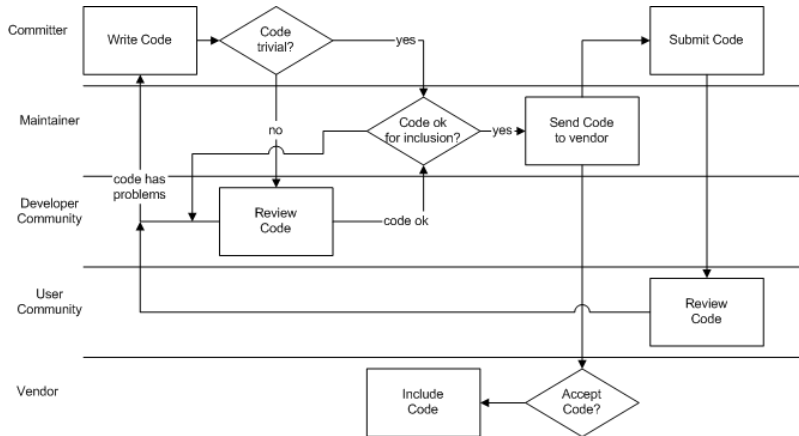 Committer
Write Code
Code
trivial?
yes
Submit Code
Maintainer
no
Code ok
for inclusion?
yes
Send Code
to vendor
code has
problems
Developer
Community
Review
Code
code ok
User
Community
Review
Code
Vendor
Include
Code
Accept
Code?